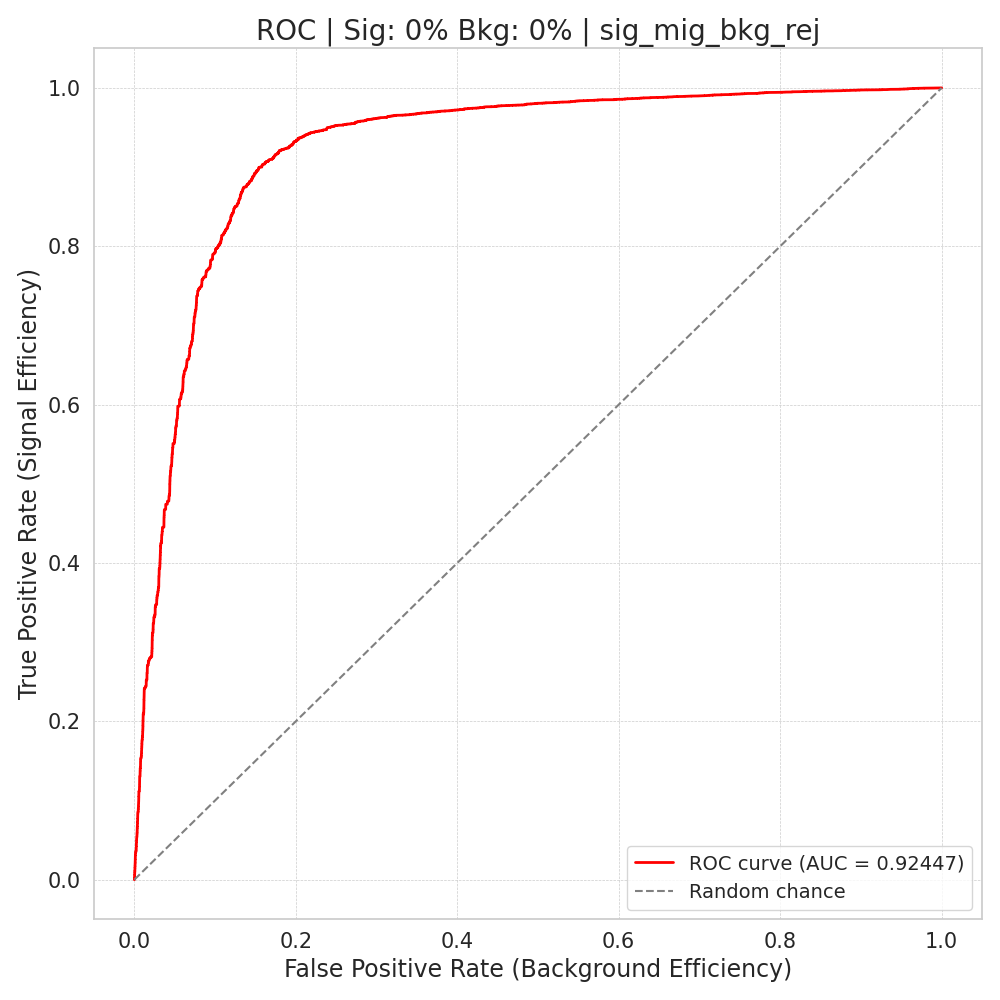 ROC | Sig: 0% Bkg: 0% | sig_mig_bkg_rej
True Positive Rate (Signal Efficiency)
1.0
0.8
0.6
0.4
0.2
0.0
ROC curve (AUC = 0.92447)
Random chance
0.0 0.2 0.4 0.6 0.8 1.0
False Positive Rate (Background Efficiency)